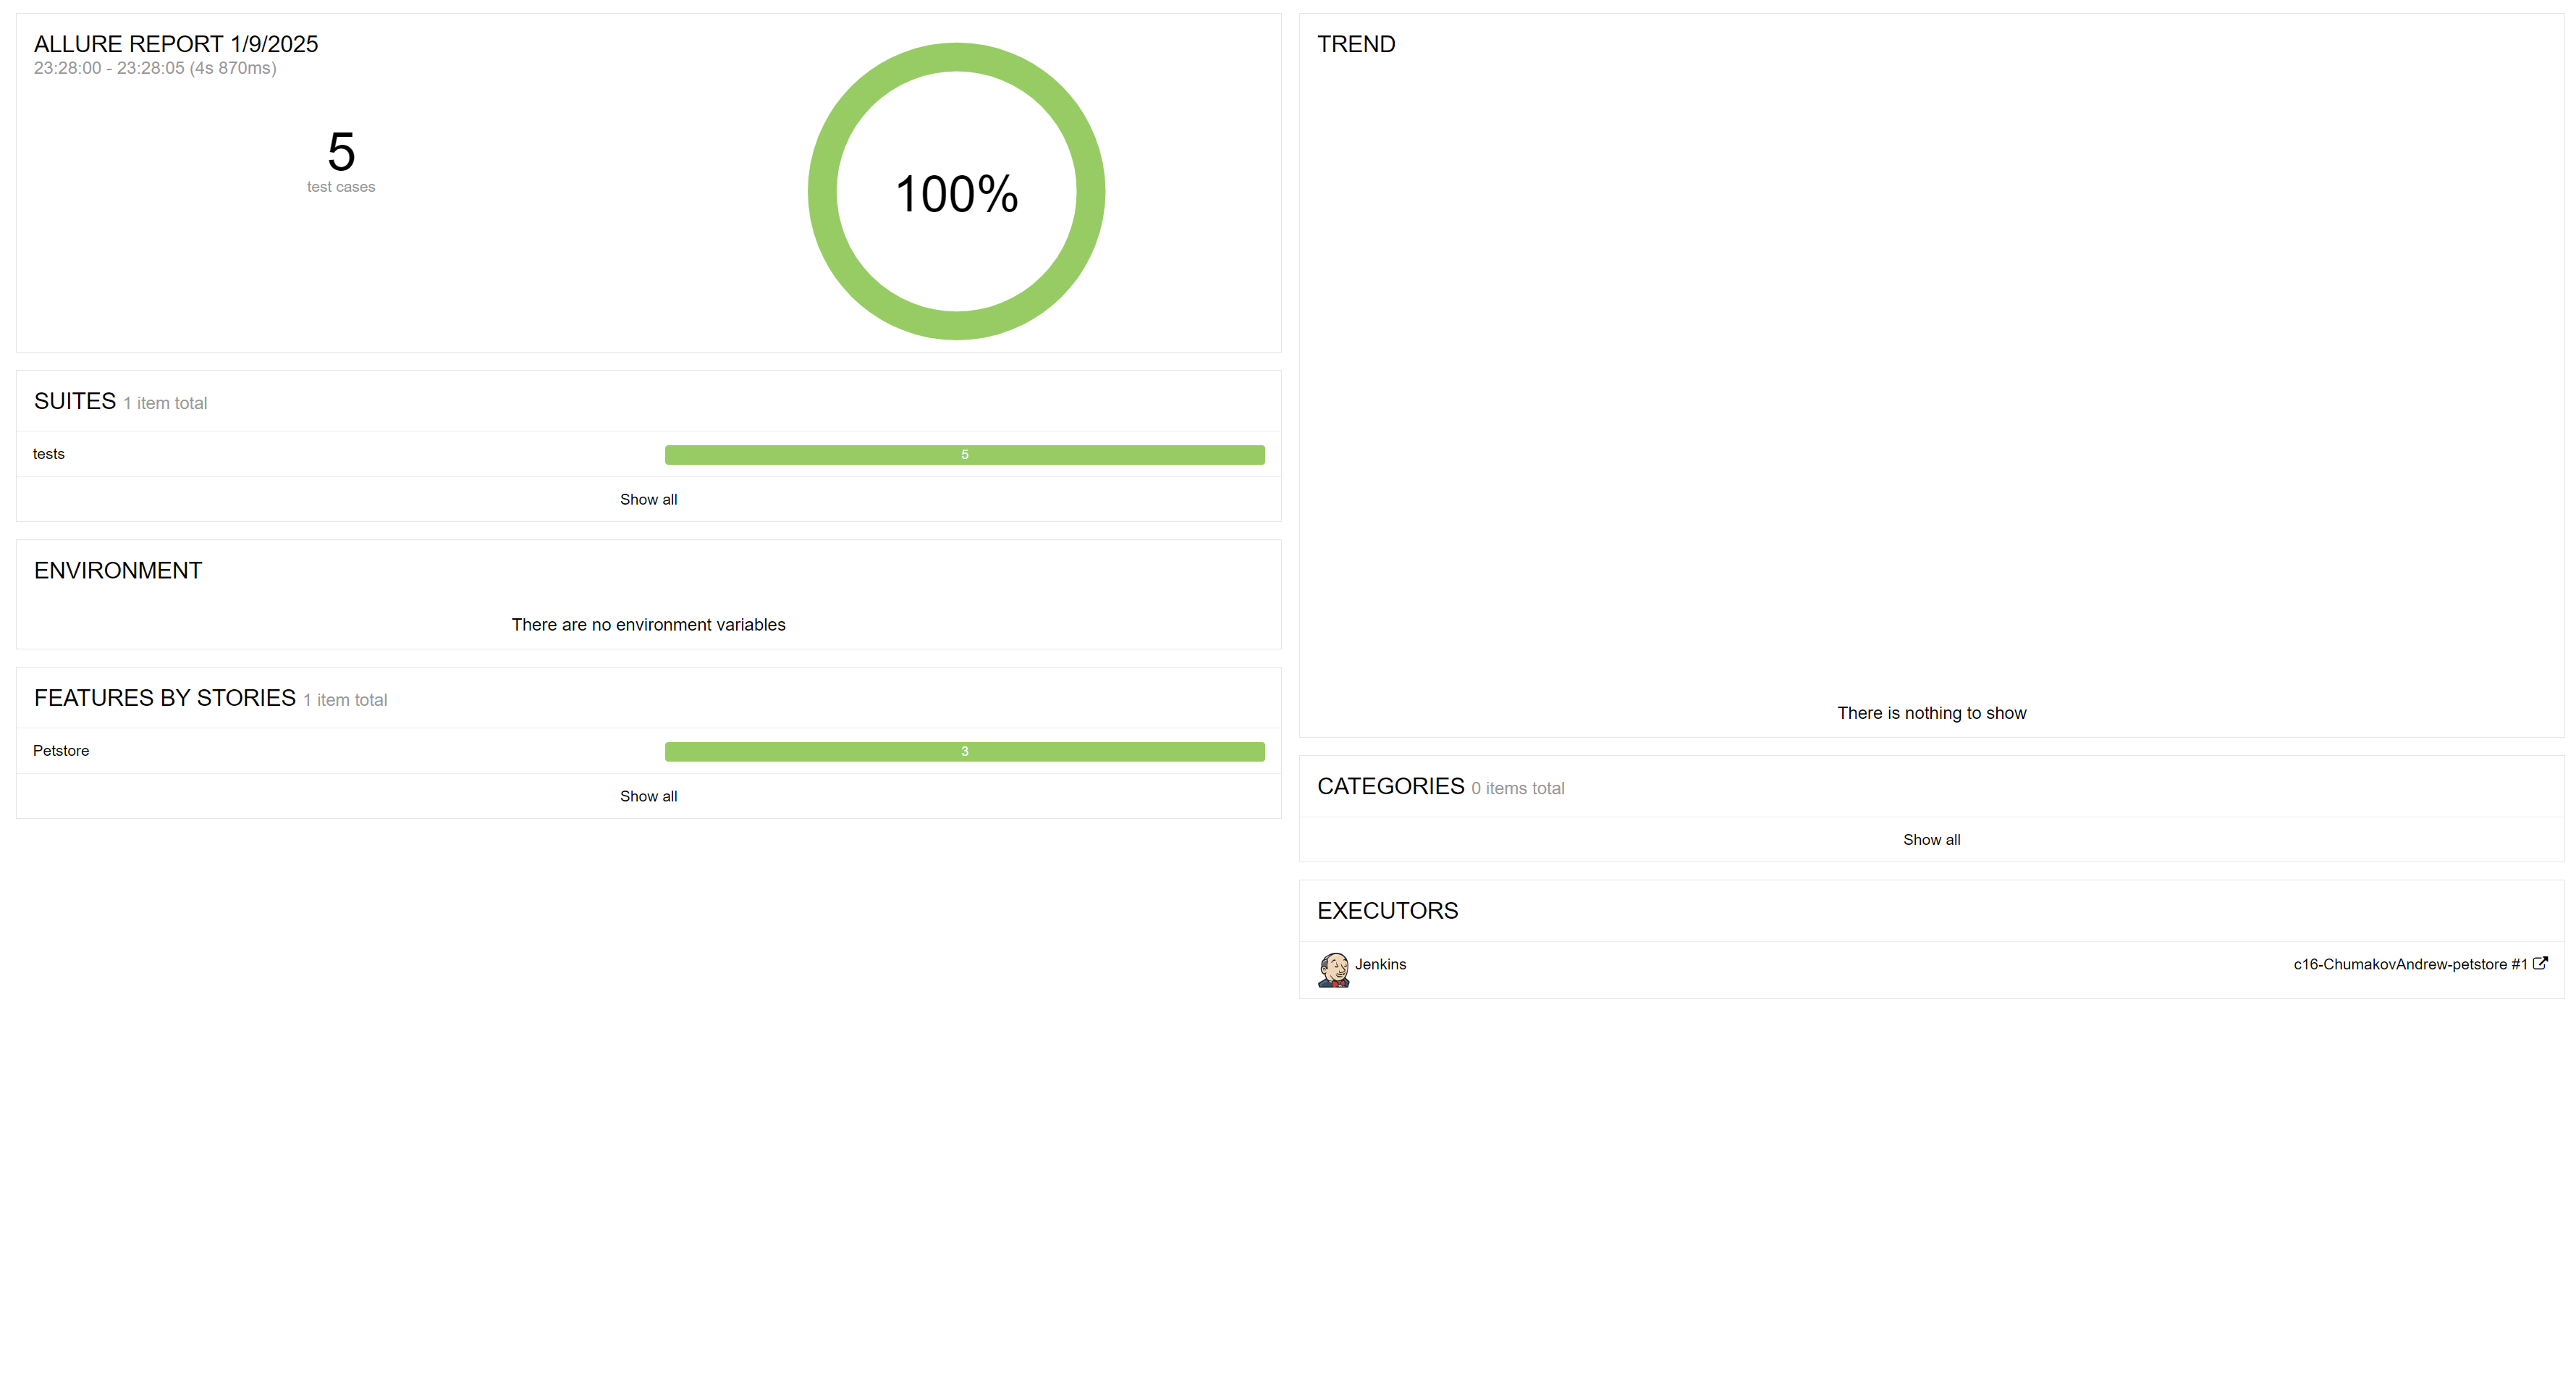 ALLURE REPORT 1/9/2025
23:28:00 - 23:28:05 (4s 870ms)
5
test cases
100%
SUITES 1 item total
tests 5
Show all
ENVIRONMENT
There are no environment variables
FEATURES BY STORIES 1 item total
Petstore 3
Show all
TREND
There is nothing to show
CATEGORIES 0 items total
Show all
EXECUTORS
Jenkins c16-ChumakovAndrew-petstore #1